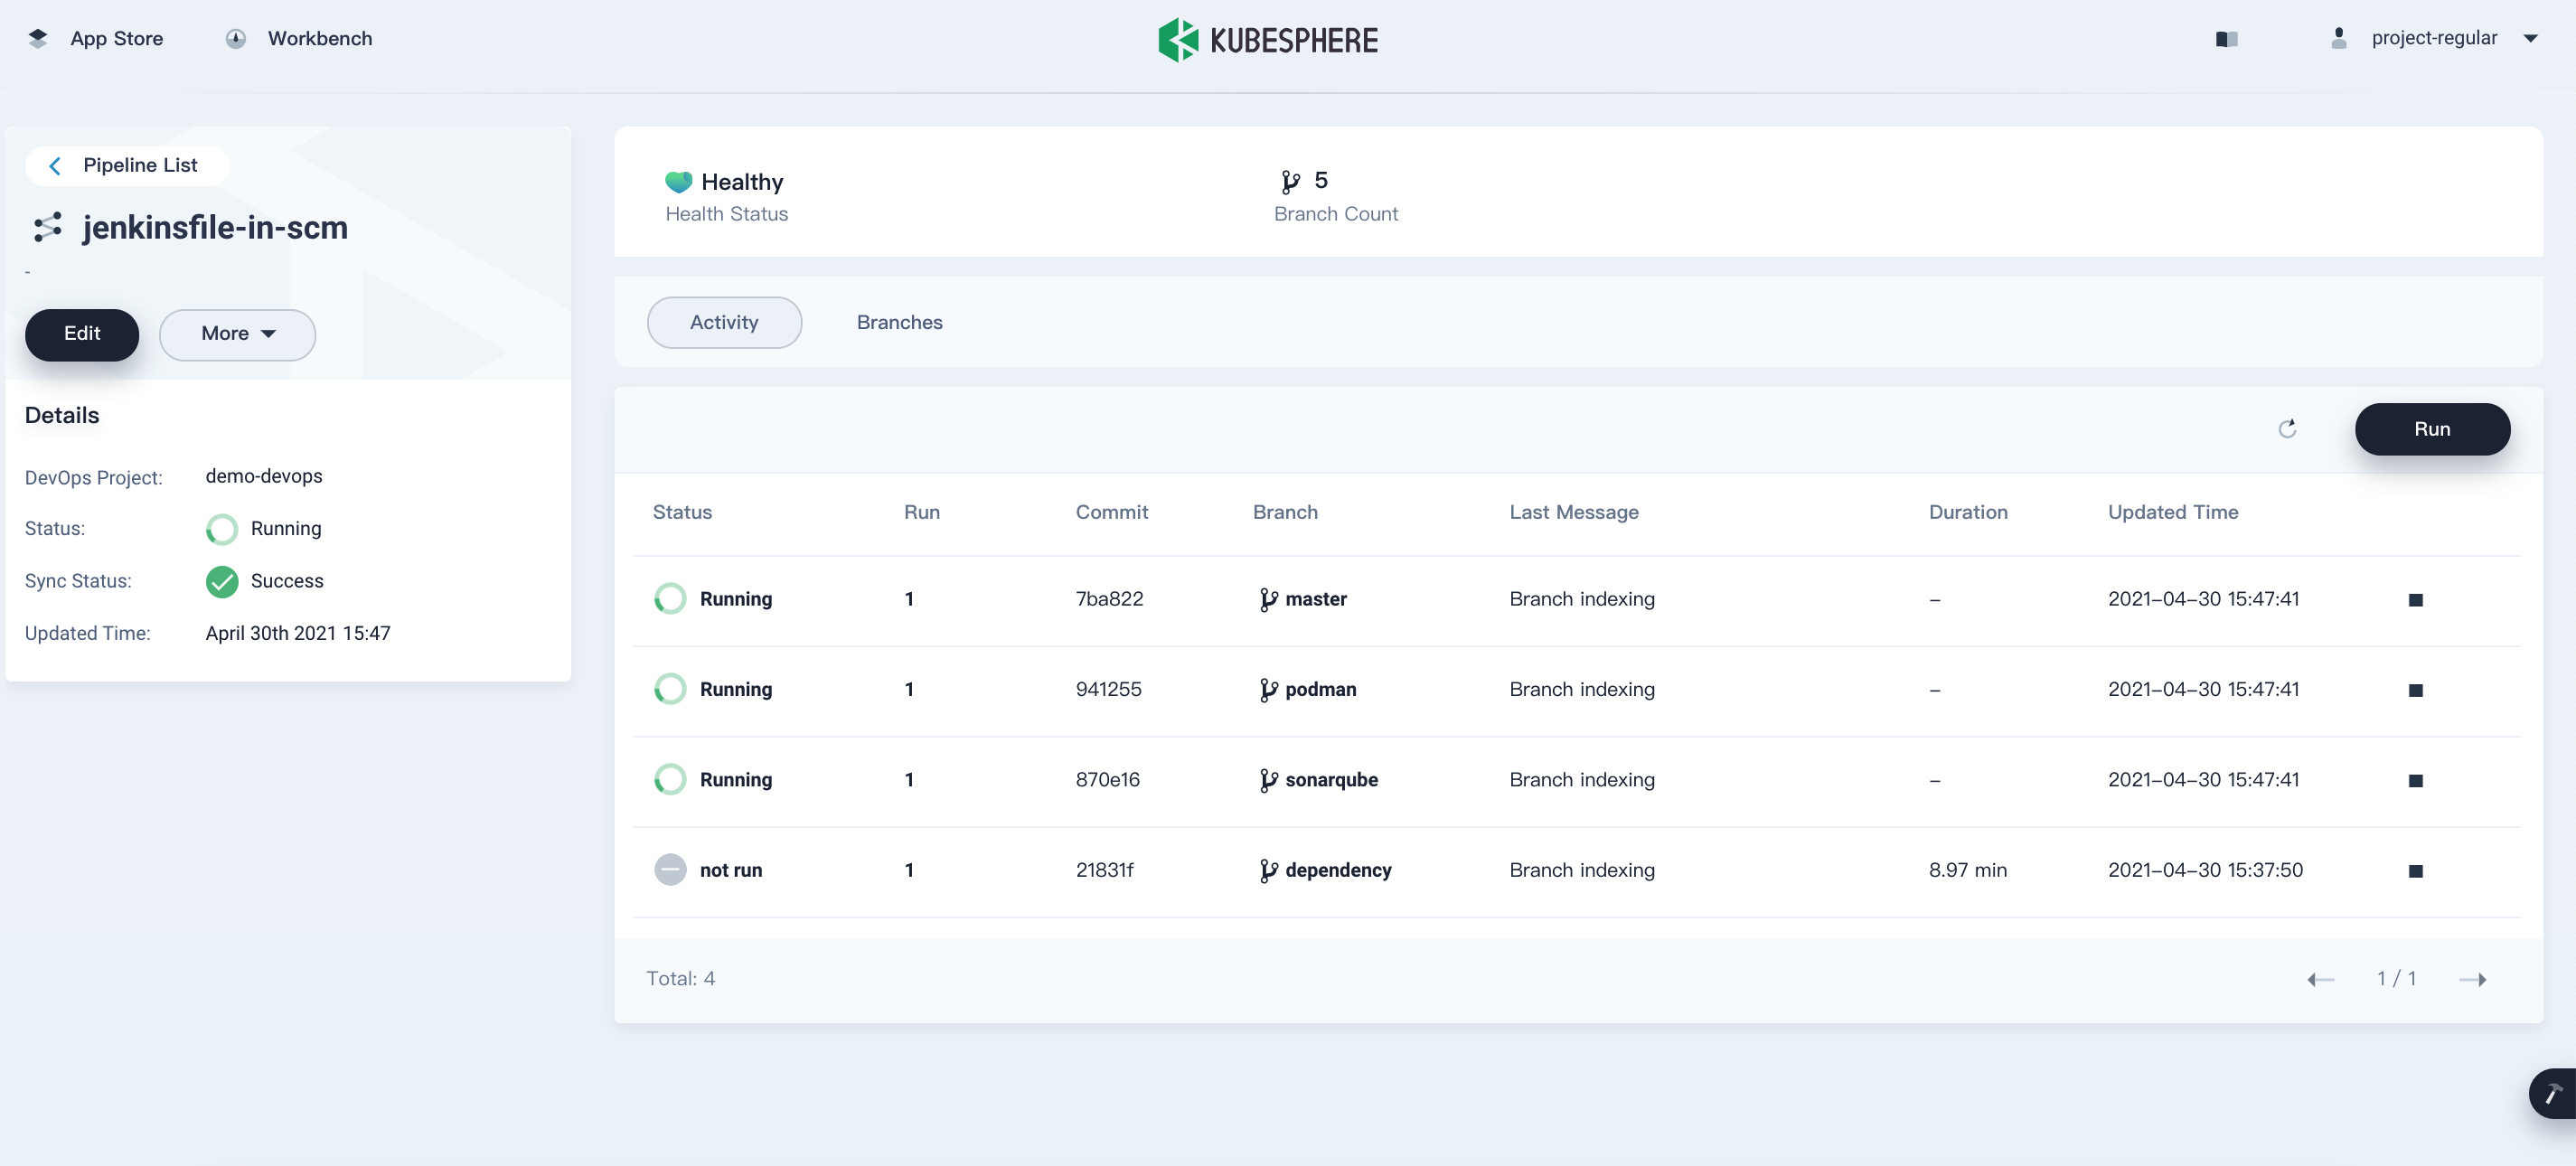 App Store
Workbench
KUBESPHERE
project-regular
Pipeline List
jenkinsfile-in-scm
-
Edit
More
Details
DevOps Project: demo-devops
Status: Running
Sync Status: Success
Updated Time: April 30th 2021 15:47
Healthy
Health Status
5
Branch Count
Activity
Branches
Run
Status Run Commit Branch Last Message Duration Updated Time
Running 1 7ba822 master Branch indexing – 2021-04-30 15:47:41
Running 1 941255 podman Branch indexing – 2021-04-30 15:47:41
Running 1 870e16 sonarqube Branch indexing – 2021-04-30 15:47:41
not run 1 21831f dependency Branch indexing 8.97 min 2021-04-30 15:37:50
Total: 4
1 / 1